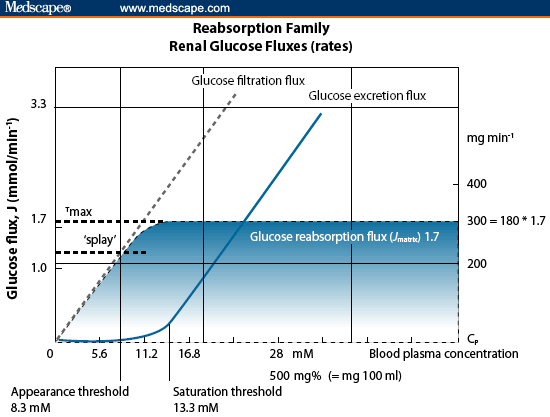 Medscape® www.medscape.com
Reabsorption Family
Renal Glucose Fluxes (rates)
Glucose filtration flux
Glucose excretion flux
3.3
mg min-1
400
Tmax
1.7
300 = 180 * 1.7
'splay'
Glucose reabsorption flux (Jmatrix) 1.7
1.0
200
Glucose flux, J (mmol/min-1)
CP
0 5.6 11.2 16.8 28 mM Blood plasma concentration
500 mg% (= mg 100 ml)
Appearance threshold
8.3 mM
Saturation threshold
13.3 mM